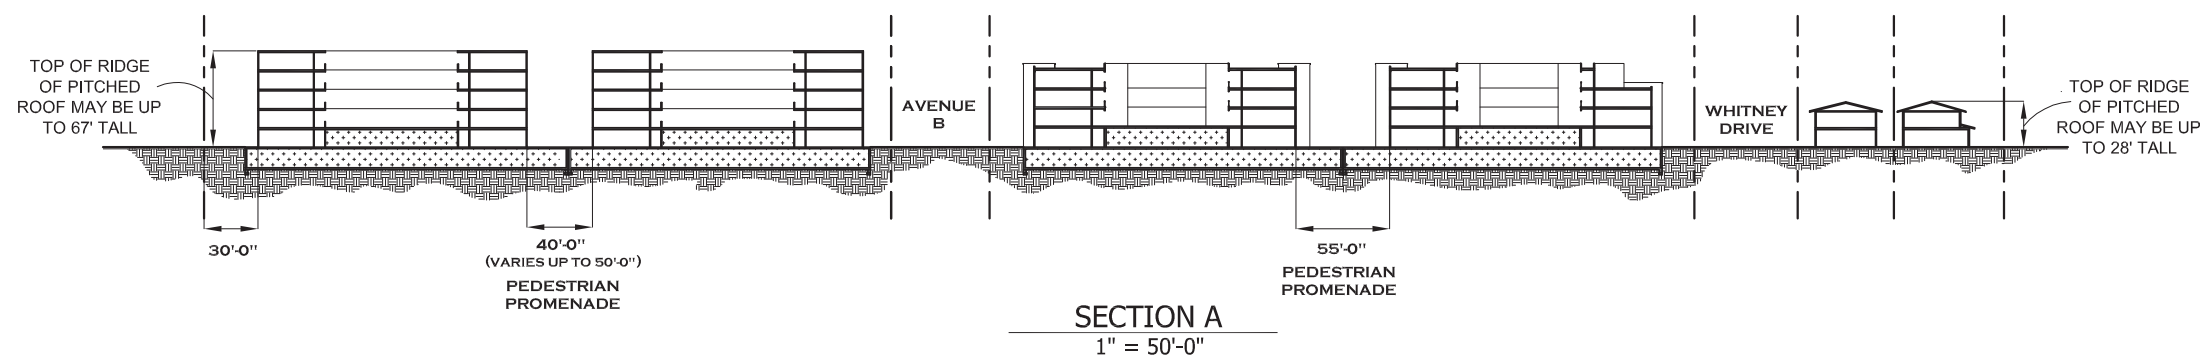 TOP OF RIDGE
OF PITCHED
ROOF MAY BE UP
TO 67' TALL
AVENUE
B
WHITNEY
DRIVE
TOP OF RIDGE
OF PITCHED
ROOF MAY BE UP
TO 28' TALL
30'-0"
40'-0"
(VARIES UP TO 50'-0")
PEDESTRIAN
PROMENADE
55'-0"
PEDESTRIAN
PROMENADE
SECTION A
1" = 50'-0"